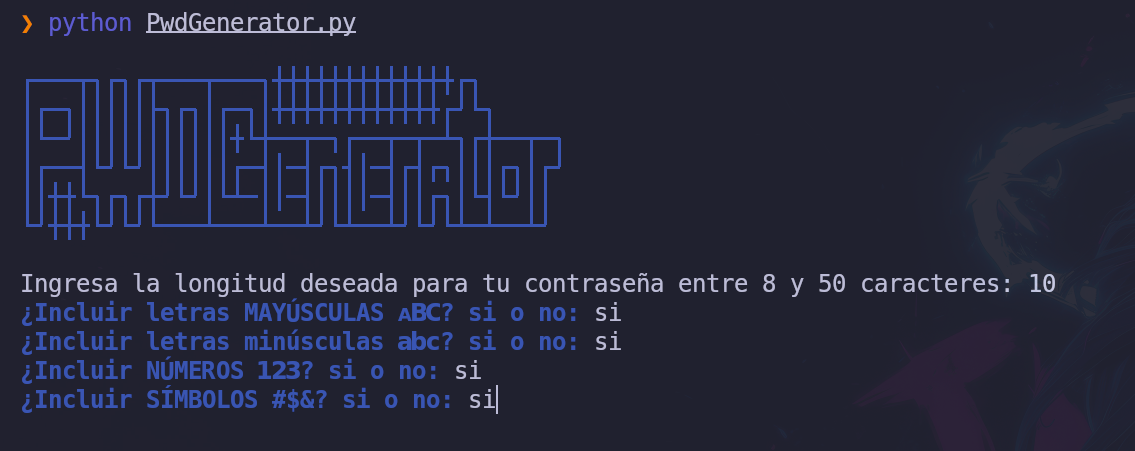 ❯ python PwdGenerator.py
PwdGenerator
Ingresa la longitud deseada para tu contraseña entre 8 y 50 caracteres: 10
¿Incluir letras MAYÚSCULAS ᴀBC? si o no: si
¿Incluir letras minúsculas abc? si o no: si
¿Incluir NÚMEROS 123? si o no: si
¿Incluir SÍMBOLOS #$&? si o no: si